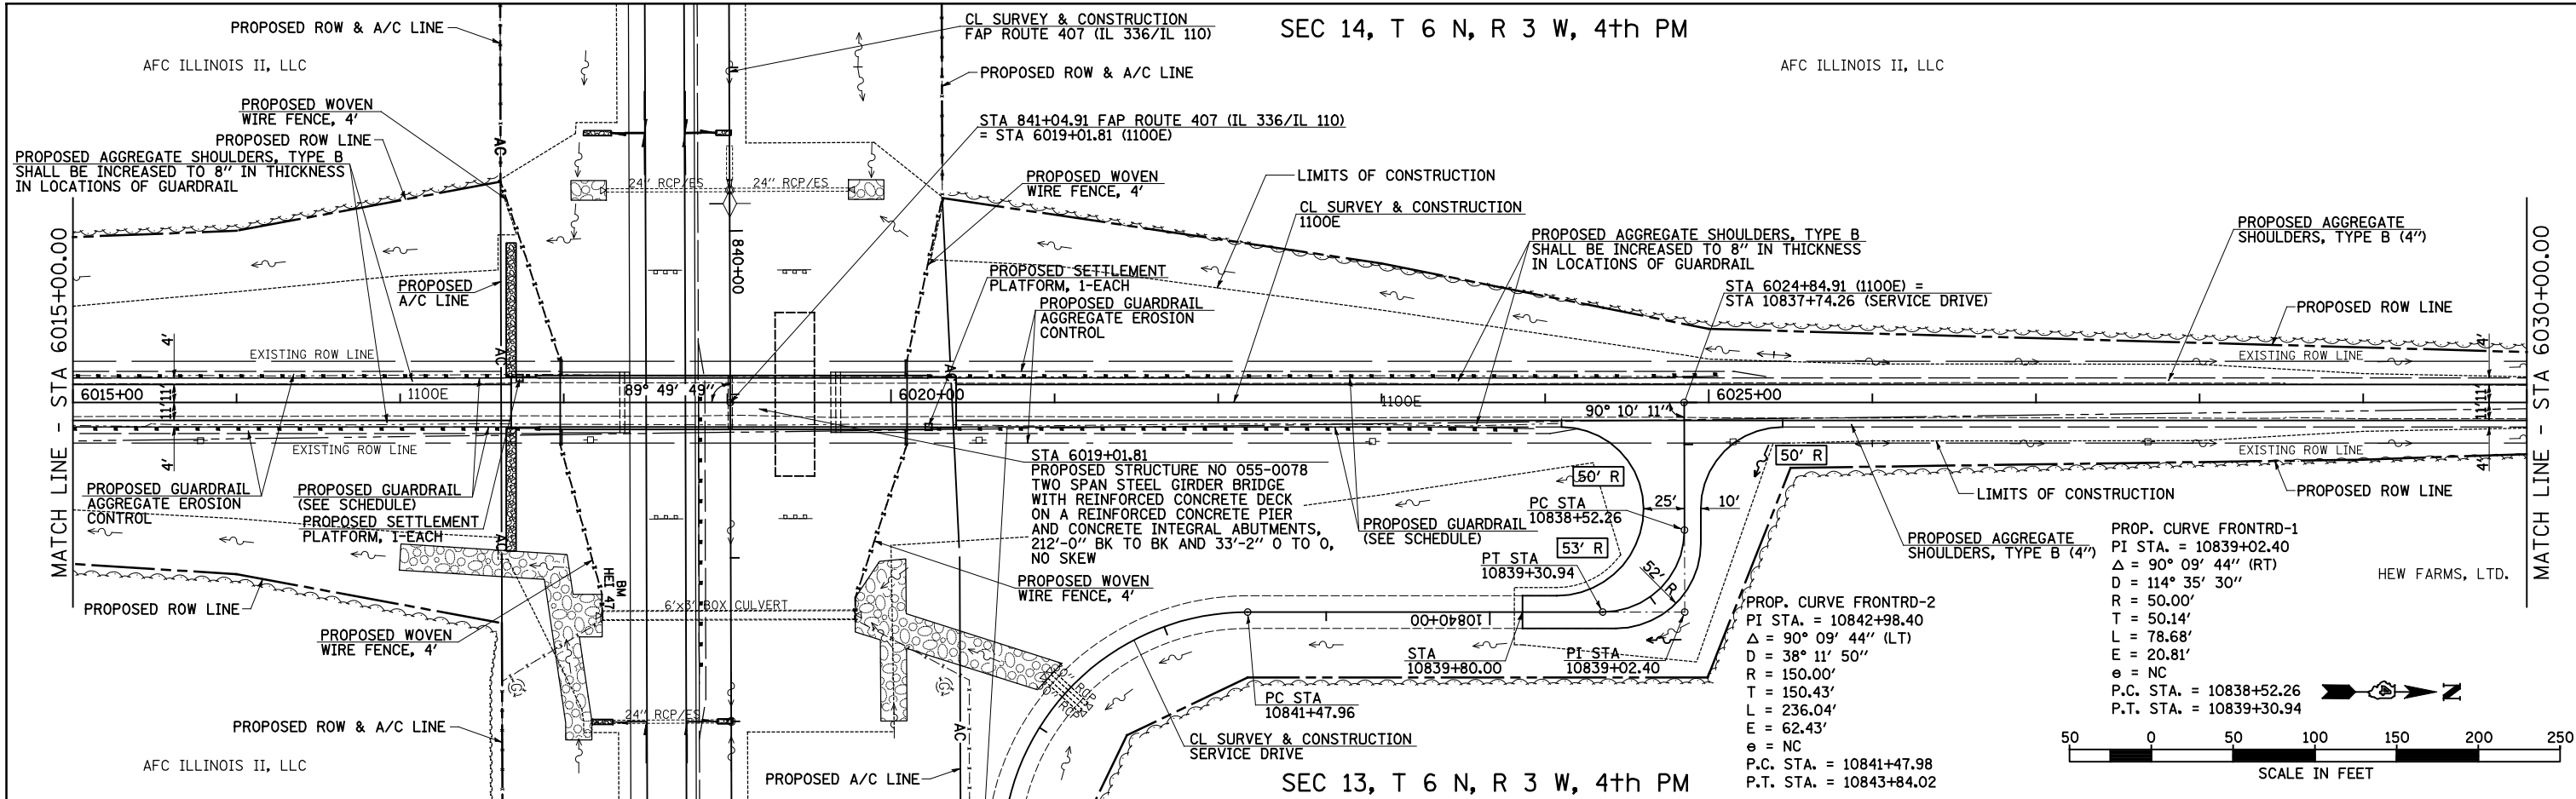 SEC 14, T 6 N, R 3 W, 4th PM
PROPOSED ROW & A/C LINE
AFC ILLINOIS II, LLC
PROPOSED WOVEN
WIRE FENCE, 4'
PROPOSED ROW LINE
PROPOSED AGGREGATE SHOULDERS, TYPE B
SHALL BE INCREASED TO 8" IN THICKNESS
IN LOCATIONS OF GUARDRAIL
CL SURVEY & CONSTRUCTION
FAP ROUTE 407 (IL 336/IL 110)
PROPOSED ROW & A/C LINE
AFC ILLINOIS II, LLC
STA 841+04.91 FAP ROUTE 407 (IL 336/IL 110)
= STA 6019+01.81 (1100E)
AC
24" RCP/ES
24" RCP/ES
PROPOSED WOVEN
WIRE FENCE, 4'
LIMITS OF CONSTRUCTION
CL SURVEY & CONSTRUCTION
1100E
PROPOSED AGGREGATE SHOULDERS, TYPE B
SHALL BE INCREASED TO 8" IN THICKNESS
IN LOCATIONS OF GUARDRAIL
PROPOSED AGGREGATE
SHOULDERS, TYPE B (4")
840+00
PROPOSED
A/C LINE
PROPOSED SETTLEMENT
PLATFORM, 1-EACH
PROPOSED GUARDRAIL
AGGREGATE EROSION
CONTROL
STA 6024+84.91 (1100E) =
STA 10837+74.26 (SERVICE DRIVE)
PROPOSED ROW LINE
MATCH LINE - STA 6015+00.00
MATCH LINE - STA 6030+00.00
4'
EXISTING ROW LINE
AC
AC
EXISTING ROW LINE
4'
11'
11'
6015+00
1100E
89° 49' 49"
6020+00
1100E
6025+00
90° 10' 11"
11'
11'
4'
EXISTING ROW LINE
EXISTING ROW LINE
4'
PROPOSED GUARDRAIL
AGGREGATE EROSION
CONTROL
PROPOSED GUARDRAIL
(SEE SCHEDULE)
PROPOSED SETTLEMENT
PLATFORM, 1-EACH
AC
STA 6019+01.81
PROPOSED STRUCTURE NO 055-0078
TWO SPAN STEEL GIRDER BRIDGE
WITH REINFORCED CONCRETE DECK
ON A REINFORCED CONCRETE PIER
AND CONCRETE INTEGRAL ABUTMENTS,
212'-0" BK TO BK AND 33'-2" O TO O,
NO SKEW
PROPOSED GUARDRAIL
(SEE SCHEDULE)
50' R
50' R
PC STA
10838+52.26
25'
10'
53' R
PT STA
10839+30.94
52' R
LIMITS OF CONSTRUCTION
PROPOSED ROW LINE
PROPOSED AGGREGATE
SHOULDERS, TYPE B (4")
PROP. CURVE FRONTRD-1
PI STA. = 10839+02.40
Δ = 90° 09' 44" (RT)
D = 114° 35' 30"
R = 50.00'
T = 50.14'
L = 78.68'
E = 20.81'
e = NC
P.C. STA. = 10838+52.26
P.T. STA. = 10839+30.94
HEW FARMS, LTD.
PROPOSED ROW LINE
BM
HEI 47
6'x3' BOX CULVERT
PROPOSED WOVEN
WIRE FENCE, 4'
PROPOSED WOVEN
WIRE FENCE, 4'
10840+00
STA
10839+80.00
PI STA
10839+02.40
PROP. CURVE FRONTRD-2
PI STA. = 10842+98.40
Δ = 90° 09' 44" (LT)
D = 38° 11' 50"
R = 150.00'
T = 150.43'
L = 236.04'
E = 62.43'
e = NC
P.C. STA. = 10841+47.98
P.T. STA. = 10843+84.02
G
G
RCP
RCP
PC STA
10841+47.96
24" RCP/ES
PROPOSED ROW & A/C LINE
AC
CL SURVEY & CONSTRUCTION
SERVICE DRIVE
AFC ILLINOIS II, LLC
PROPOSED A/C LINE
SEC 13, T 6 N, R 3 W, 4th PM
N
50 0 50 100 150 200 250
SCALE IN FEET